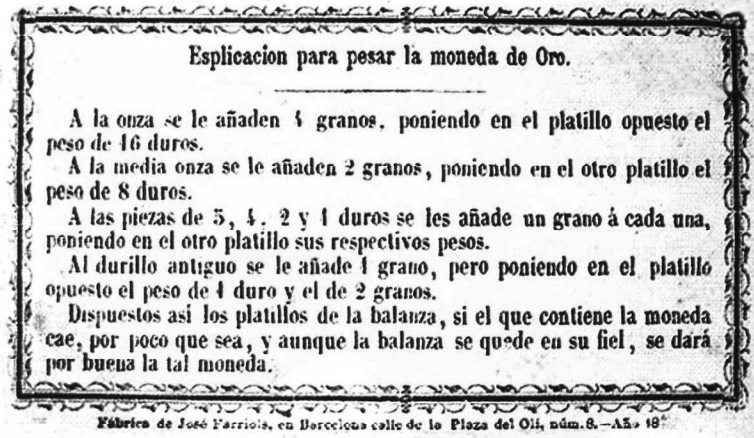 Esplicacion para pesar la moneda de Oro.
A la onza se le añaden 4 granos, poniendo en el platillo opuesto el
peso de 16 duros.
A la media onza se le añaden 2 granos, poniendo en el otro platillo el
peso de 8 duros.
A las piezas de 5, 4, 2 y 1 duros se les añade un grano á cada una,
poniendo en el otro platillo sus respectivos pesos.
Al durillo antiguo se le añade 1 grano, pero poniendo en el platillo
opuesto el peso de 1 duro y el de 2 granos.
Dispuestos así los platillos de la balanza, si el que contiene la moneda
cae, por poco que sea, y aunque la balanza se quede en su fiel, se dará
por buena la tal moneda.
Fábrica de José Farriols, en Barcelona calle de la Plaza del Oli, núm. 8.—Año 18